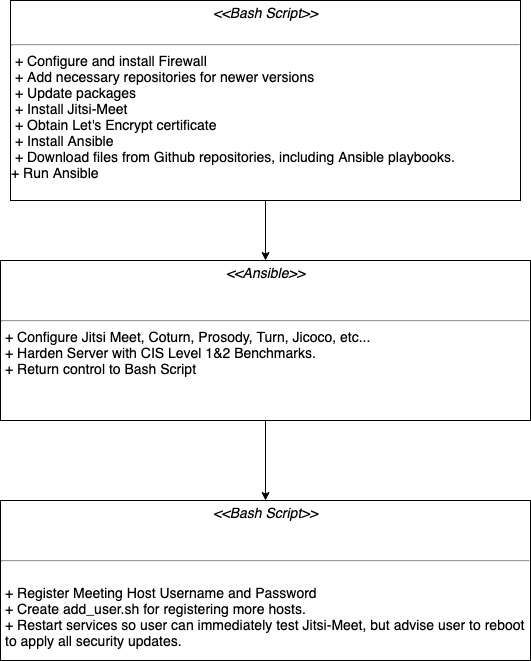 <<Bash Script>>
+ Configure and install Firewall
+ Add necessary repositories for newer versions
+ Update packages
+ Install Jitsi-Meet
+ Obtain Let's Encrypt certificate
+ Install Ansible
+ Download files from Github repositories, including Ansible playbooks.
+ Run Ansible
<<Ansible>>
+ Configure Jitsi Meet, Coturn, Prosody, Turn, Jicoco, etc...
+ Harden Server with CIS Level 1&2 Benchmarks.
+ Return control to Bash Script
<<Bash Script>>
+ Register Meeting Host Username and Password
+ Create add_user.sh for registering more hosts.
+ Restart services so user can immediately test Jitsi-Meet, but advise user to reboot
to apply all security updates.